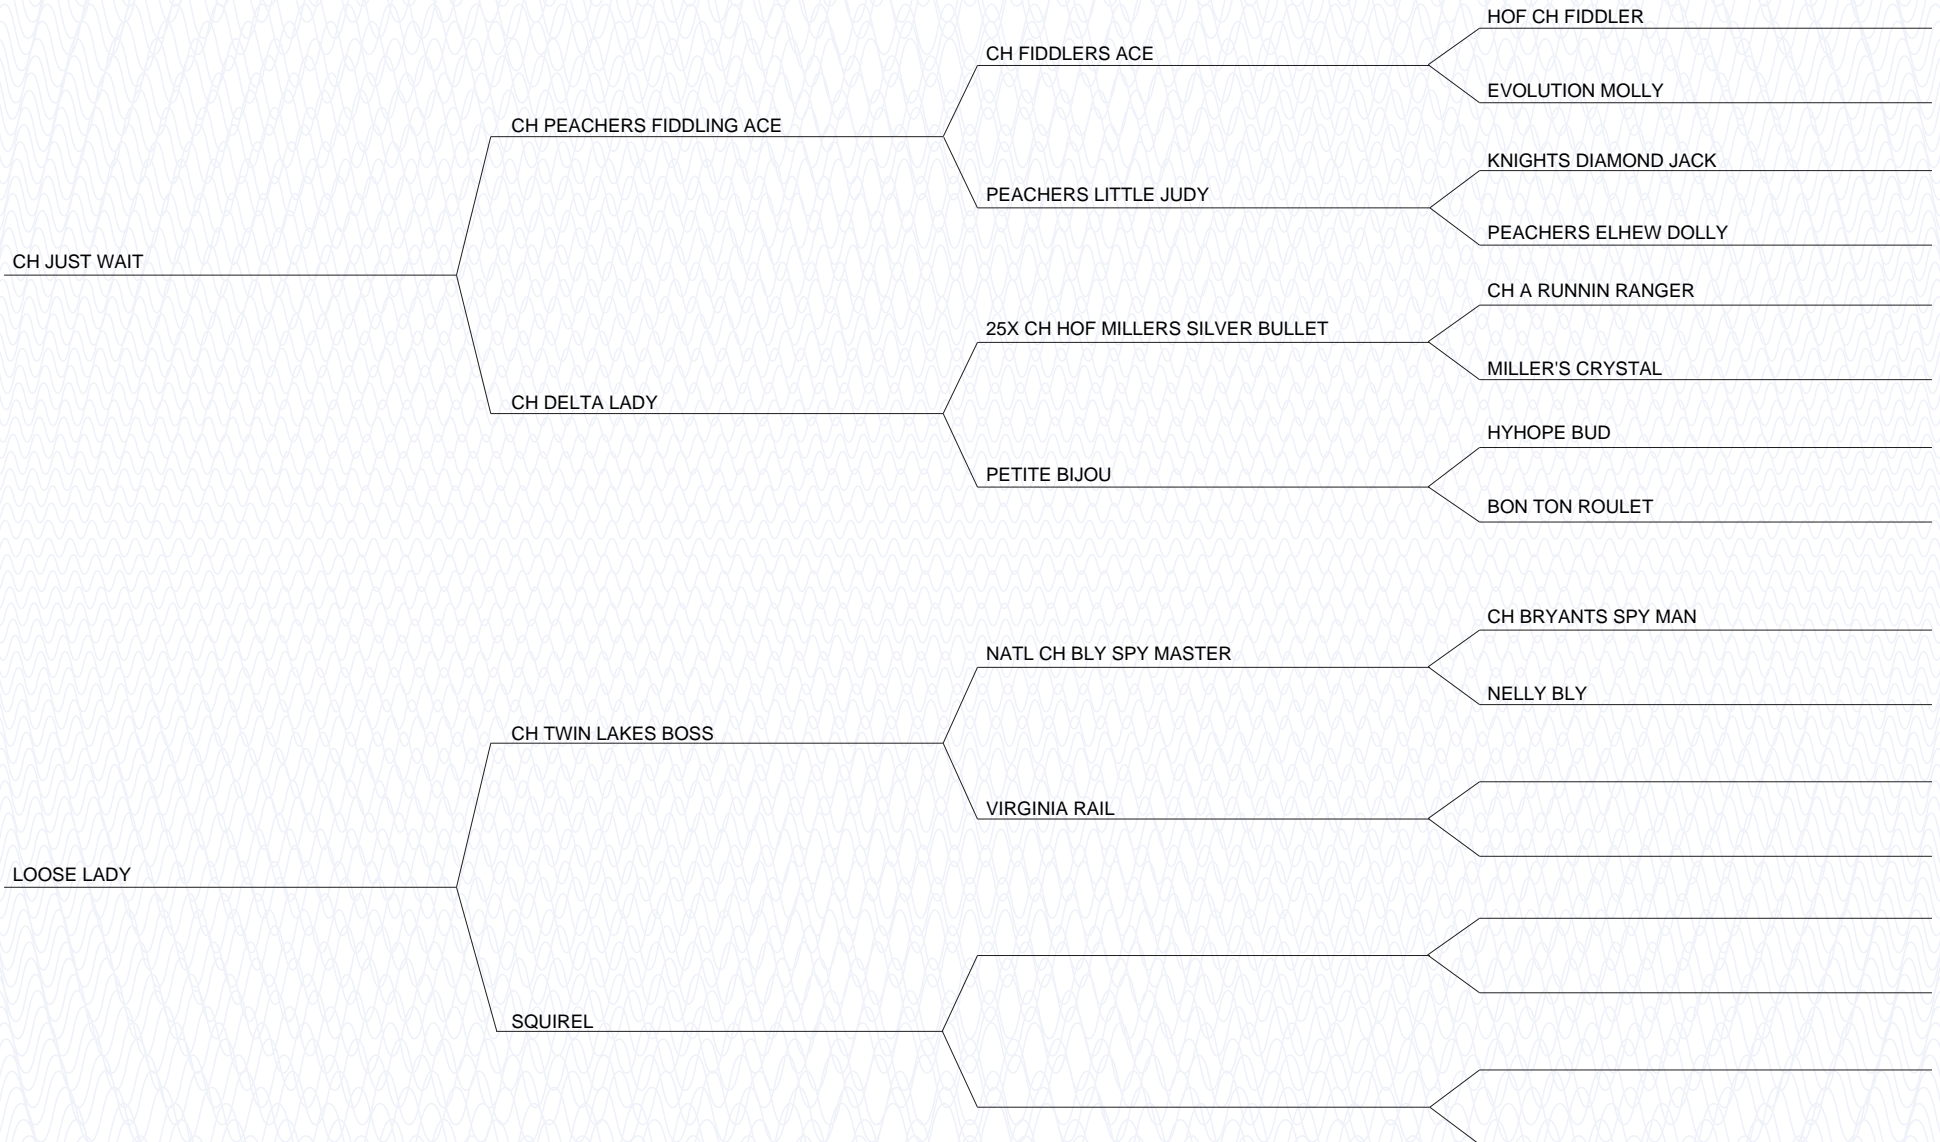 HOF CH FIDDLER
CH FIDDLERS ACE
EVOLUTION MOLLY
CH PEACHERS FIDDLING ACE
KNIGHTS DIAMOND JACK
PEACHERS LITTLE JUDY
PEACHERS ELHEW DOLLY
CH JUST WAIT
CH A RUNNIN RANGER
25X CH HOF MILLERS SILVER BULLET
MILLER'S CRYSTAL
CH DELTA LADY
HYHOPE BUD
PETITE BIJOU
BON TON ROULET
CH BRYANTS SPY MAN
NATL CH BLY SPY MASTER
NELLY BLY
CH TWIN LAKES BOSS
VIRGINIA RAIL
LOOSE LADY
SQUIREL